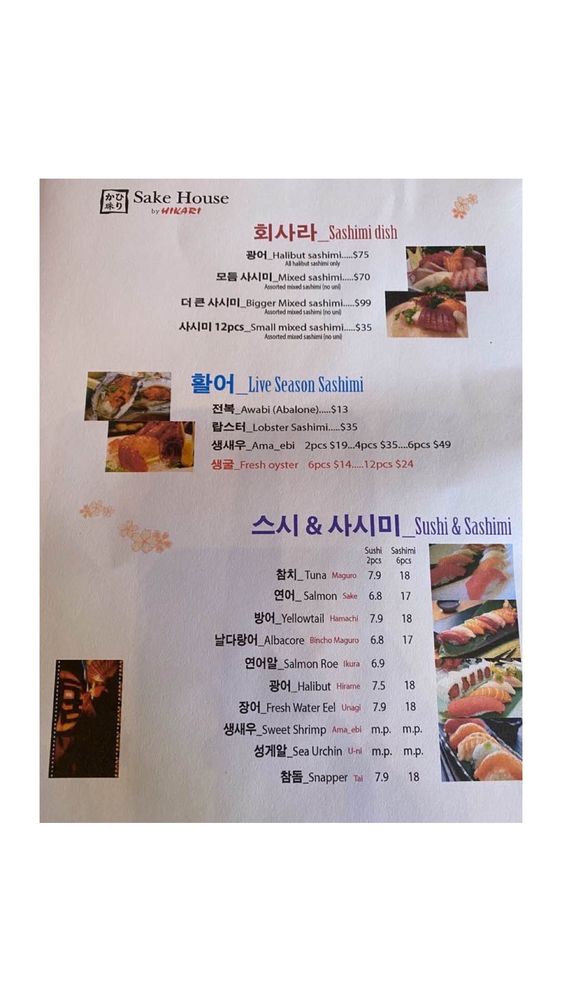 かひ
珠り
Sake House
by HIKARI
회사라_Sashimi dish
광어_Halibut sashimi.....$75
All halibut sashimi only
모듬 사시미_Mixed sashimi.....$70
Assorted mixed sashimi (no uni)
더 큰 사시미_Bigger Mixed sashimi.....$99
Assorted mixed sashimi (no uni)
사시미 12pcs_Small mixed sashimi.....$35
Assorted mixed sashimi (no uni)
활어_Live Season Sashimi
전복_Awabi (Abalone).....$13
랍스터_Lobster Sashimi.....$35
생새우_Ama_ebi 2pcs $19...4pcs $35....6pcs $49
생굴_Fresh oyster 6pcs $14.....12pcs $24
스시 & 사시미_Sushi & Sashimi
Sushi Sashimi
2pcs 6pcs
참치_Tuna Maguro 7.9 18
연어_Salmon Sake 6.8 17
방어_Yellowtail Hamachi 7.9 18
날다랑어_Albacore Bincho Maguro 6.8 17
연어알_Salmon Roe Ikura 6.9
광어_Halibut Hirame 7.5 18
장어_Fresh Water Eel Unagi 7.9 18
생새우_Sweet Shrimp Ama_ebi m.p. m.p.
성게알_Sea Urchin U-ni m.p. m.p.
참돔_Snapper Tai 7.9 18